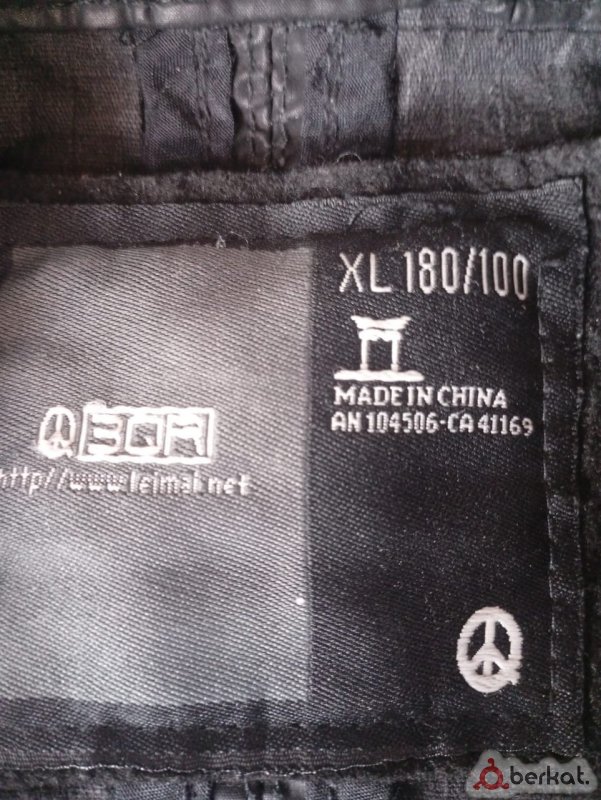 XL 180/100
MADE IN CHINA
AN 104506-CA 41169
http//www.leimai.net
berkat.